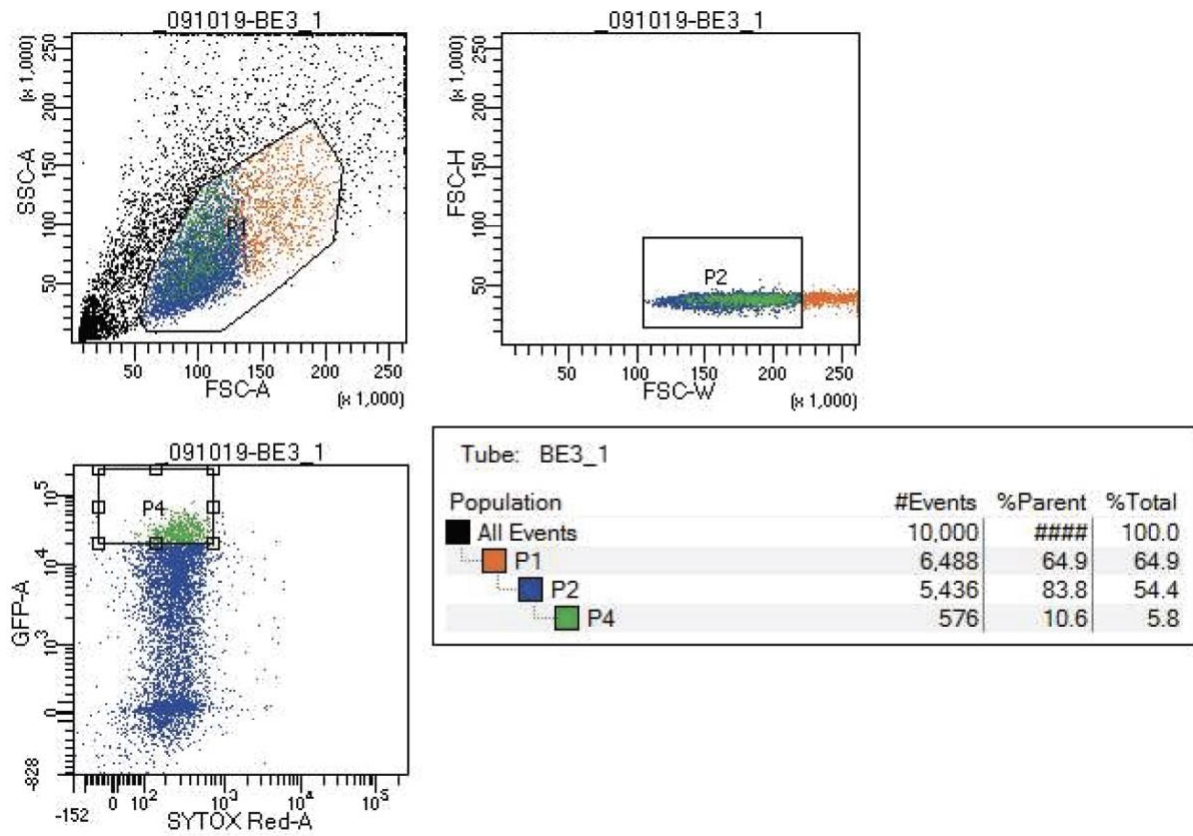 _091019-BE3_1
(x 1,000)
SSC-A
250
200
150
100
50
P1
50 100 150 200 250
FSC-A
(x 1,000)
_091019-BE3_1
(x 1,000)
FSC-H
250
200
150
100
50
P2
50 100 150 200 250
FSC-W
(x 1,000)
_091019-BE3_1
GFP-A
10^5
10^4
10^3
0
-828
P4
-152 0 10^2 10^3 10^4 10^5
SYTOX Red-A
Tube: BE3_1
Population #Events %Parent %Total
All Events 10,000 #### 100.0
P1 6,488 64.9 64.9
P2 5,436 83.8 54.4
P4 576 10.6 5.8